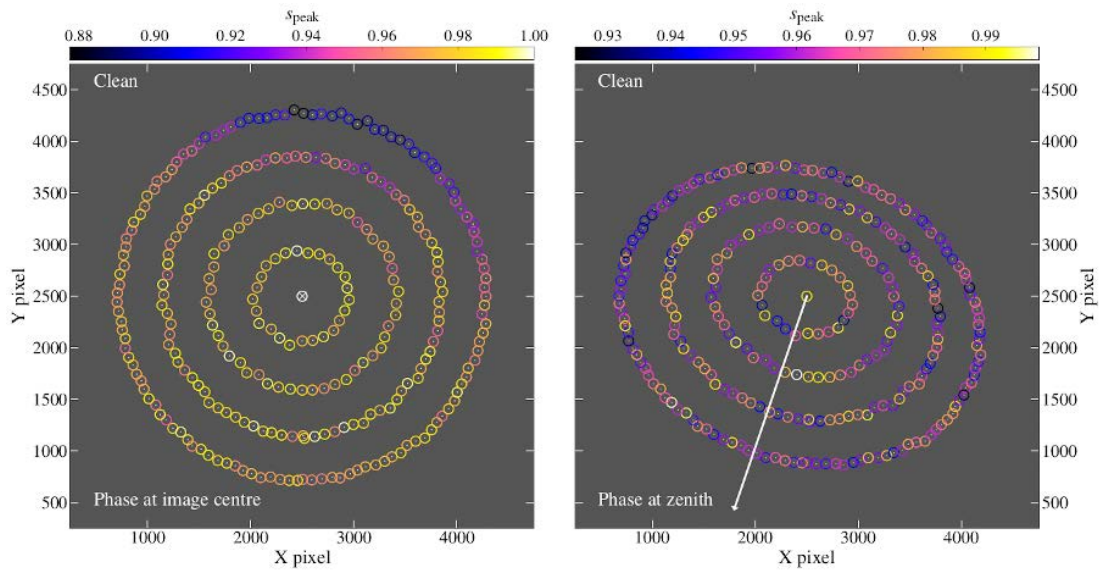 s_peak
0.88 0.90 0.92 0.94 0.96 0.98 1.00
Clean
4500
4000
3500
3000
2500
2000
1500
1000
500
Y pixel
Phase at image centre
1000 2000 3000 4000
X pixel
s_peak
0.93 0.94 0.95 0.96 0.97 0.98 0.99
Clean
4500
4000
3500
3000
2500
2000
1500
1000
500
Y pixel
Phase at zenith
1000 2000 3000 4000
X pixel